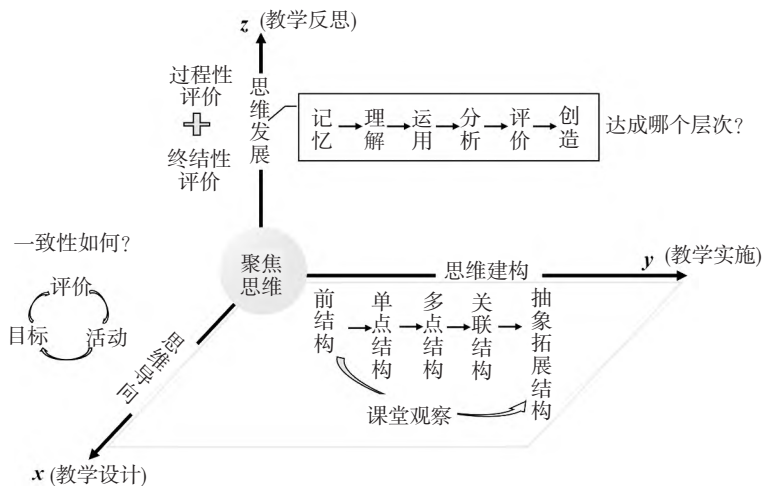 z (教学反思)
过程性
评价
终结性
评价
思维发展
记忆 理解 运用 分析 评价 创造
达成哪个层次?
一致性如何?
评价
目标 活动
聚焦
思维
思维建构
y (教学实施)
前结构 单点结构 多点结构 关联结构 抽象拓展结构
课堂观察
思维导向
x (教学设计)